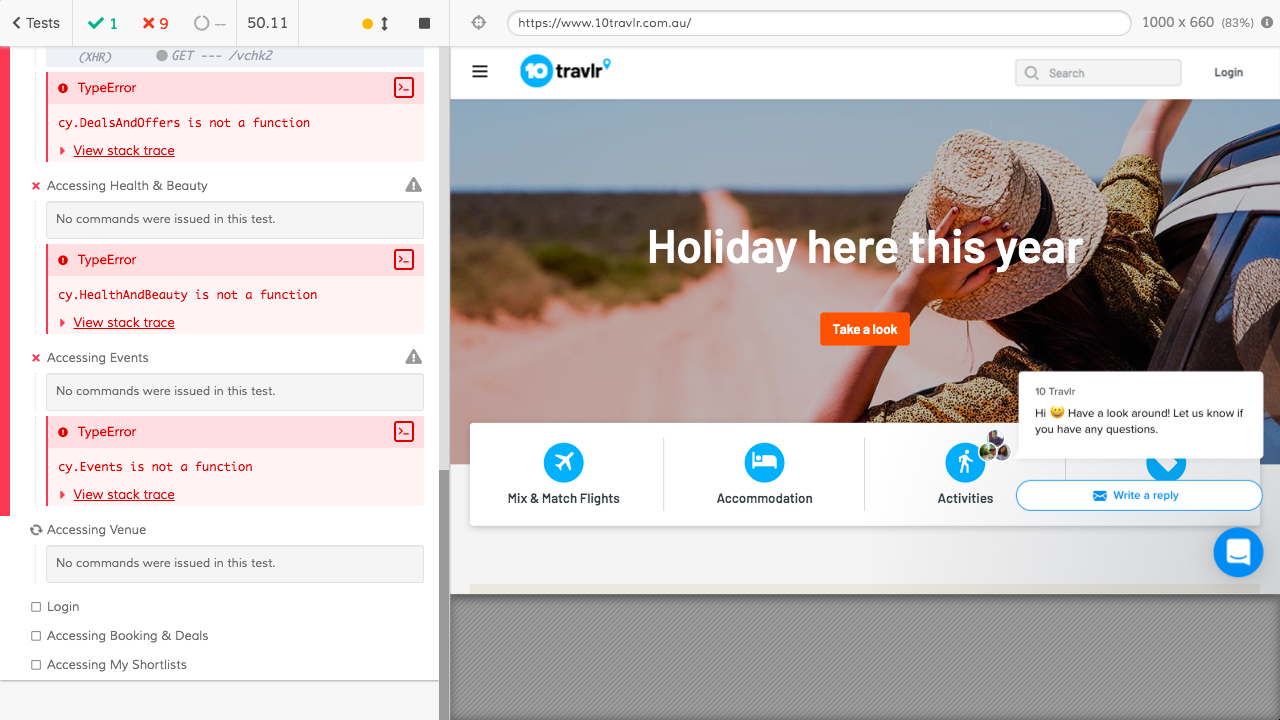 Tests
1
9
--
50.11
https://www.10travlr.com.au/
1000 x 660 (83%)
(XHR) GET --- /vchk2
TypeError
cy.DealsAndOffers is not a function
View stack trace
Accessing Health & Beauty
No commands were issued in this test.
TypeError
cy.HealthAndBeauty is not a function
View stack trace
Accessing Events
No commands were issued in this test.
TypeError
cy.Events is not a function
View stack trace
Accessing Venue
No commands were issued in this test.
Login
Accessing Booking & Deals
Accessing My Shortlists
10 travlr
Search
Login
Holiday here this year
Take a look
10 Travlr
Hi 😀 Have a look around! Let us know if
you have any questions.
Mix & Match Flights
Accommodation
Activities
Write a reply